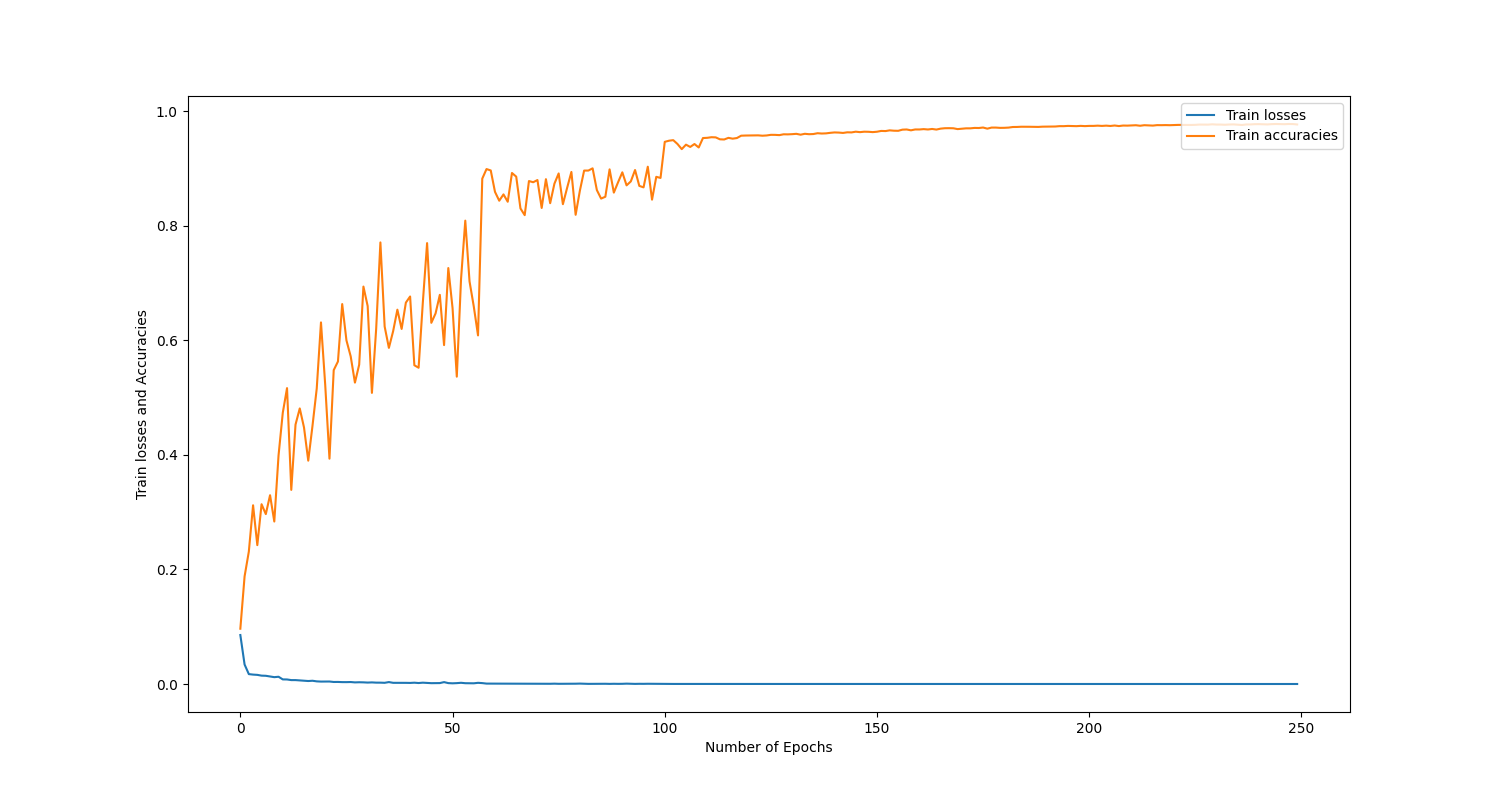 1.0
0.8
0.6
0.4
0.2
0.0
Train losses and Accuracies
Train losses
Train accuracies
0 50 100 150 200 250
Number of Epochs